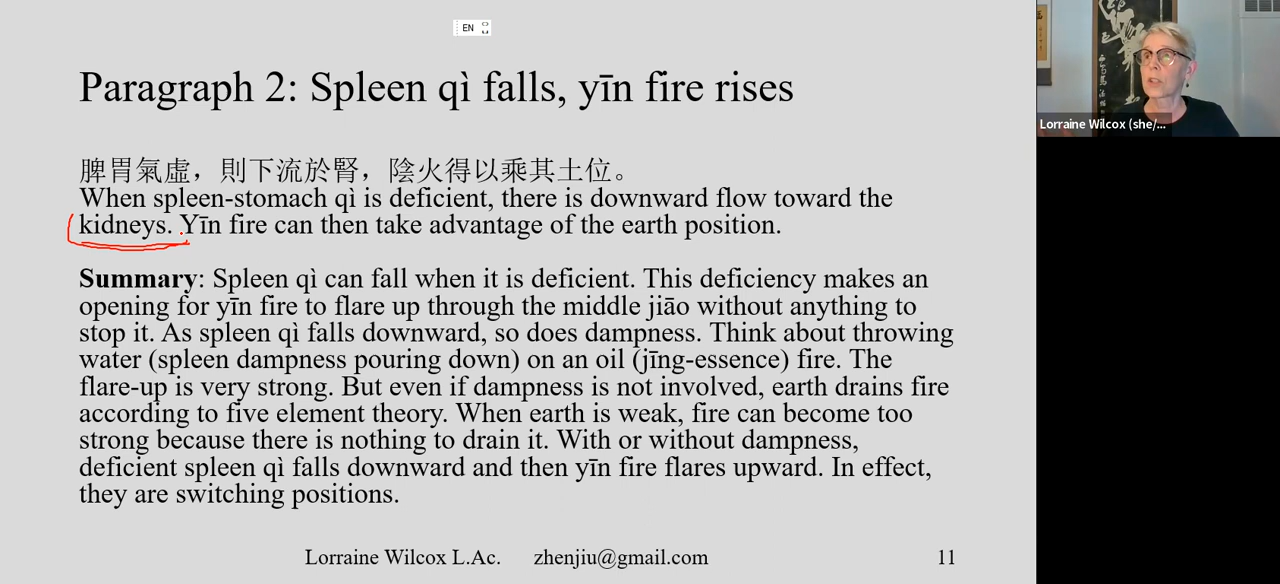 EN
Paragraph 2: Spleen qì falls, yīn fire rises
脾胃氣虛，則下流於腎，陰火得以乘其土位。
When spleen-stomach qì is deficient, there is downward flow toward the
kidneys. Yīn fire can then take advantage of the earth position.
Summary: Spleen qì can fall when it is deficient. This deficiency makes an
opening for yīn fire to flare up through the middle jiāo without anything to
stop it. As spleen qì falls downward, so does dampness. Think about throwing
water (spleen dampness pouring down) on an oil (jīng-essence) fire. The
flare-up is very strong. But even if dampness is not involved, earth drains fire
according to five element theory. When earth is weak, fire can become too
strong because there is nothing to drain it. With or without dampness,
deficient spleen qì falls downward and then yīn fire flares upward. In effect,
they are switching positions.
Lorraine Wilcox L.Ac. zhenjiu@gmail.com 11
Lorraine Wilcox (she/...